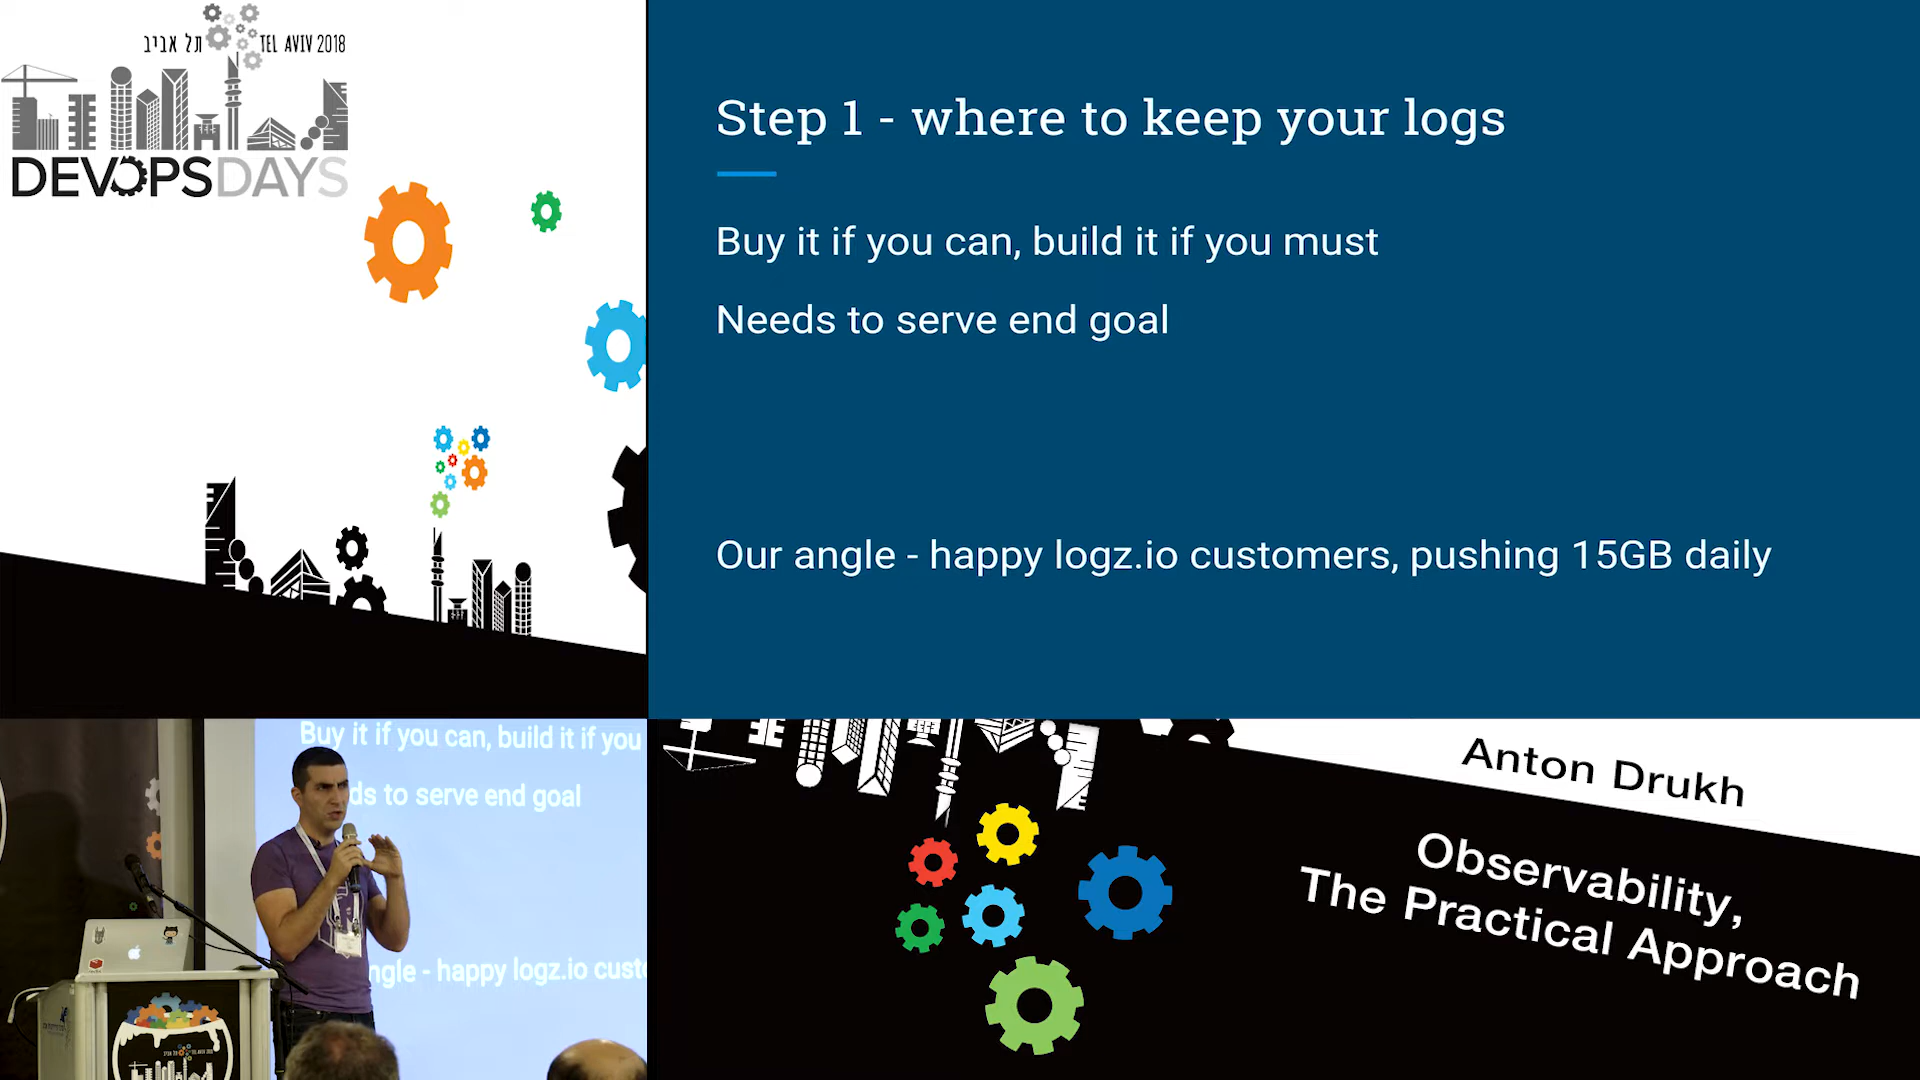 תל אביב TEL AVIV 2018
DEVOPSDAYS
Step 1 - where to keep your logs
Buy it if you can, build it if you must
Needs to serve end goal
Our angle - happy logz.io customers, pushing 15GB daily
Buy it if you can, build it if you
ds to serve end goal
ngle - happy logz.io custo
Anton Drukh
Observability,
The Practical Approach